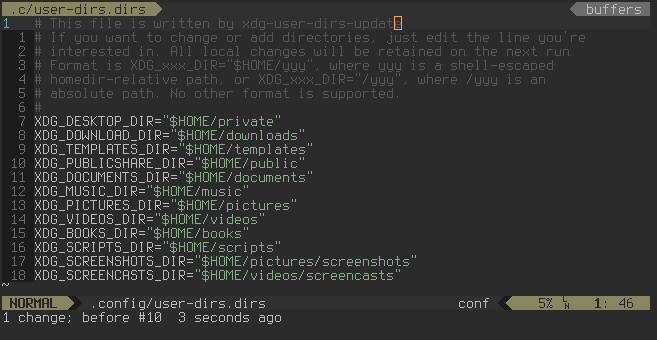 .c/user-dirs.dirs buffers
1 # This file is written by xdg-user-dirs-update
1 # If you want to change or add directories, just edit the line you're
2 # interested in. All local changes will be retained on the next run
3 # Format is XDG_xxx_DIR="$HOME/yyy", where yyy is a shell-escaped
4 # homedir-relative path, or XDG_xxx_DIR="/yyy", where /yyy is an
5 # absolute path. No other format is supported.
6 #
7 XDG_DESKTOP_DIR="$HOME/private"
8 XDG_DOWNLOAD_DIR="$HOME/downloads"
9 XDG_TEMPLATES_DIR="$HOME/templates"
10 XDG_PUBLICSHARE_DIR="$HOME/public"
11 XDG_DOCUMENTS_DIR="$HOME/documents"
12 XDG_MUSIC_DIR="$HOME/music"
13 XDG_PICTURES_DIR="$HOME/pictures"
14 XDG_VIDEOS_DIR="$HOME/videos"
15 XDG_BOOKS_DIR="$HOME/books"
16 XDG_SCRIPTS_DIR="$HOME/scripts"
17 XDG_SCREENSHOTS_DIR="$HOME/pictures/screenshots"
18 XDG_SCREENCASTS_DIR="$HOME/videos/screencasts"
~
NORMAL .config/user-dirs.dirs conf 5% ␤ 1: 46
1 change; before #10 3 seconds ago